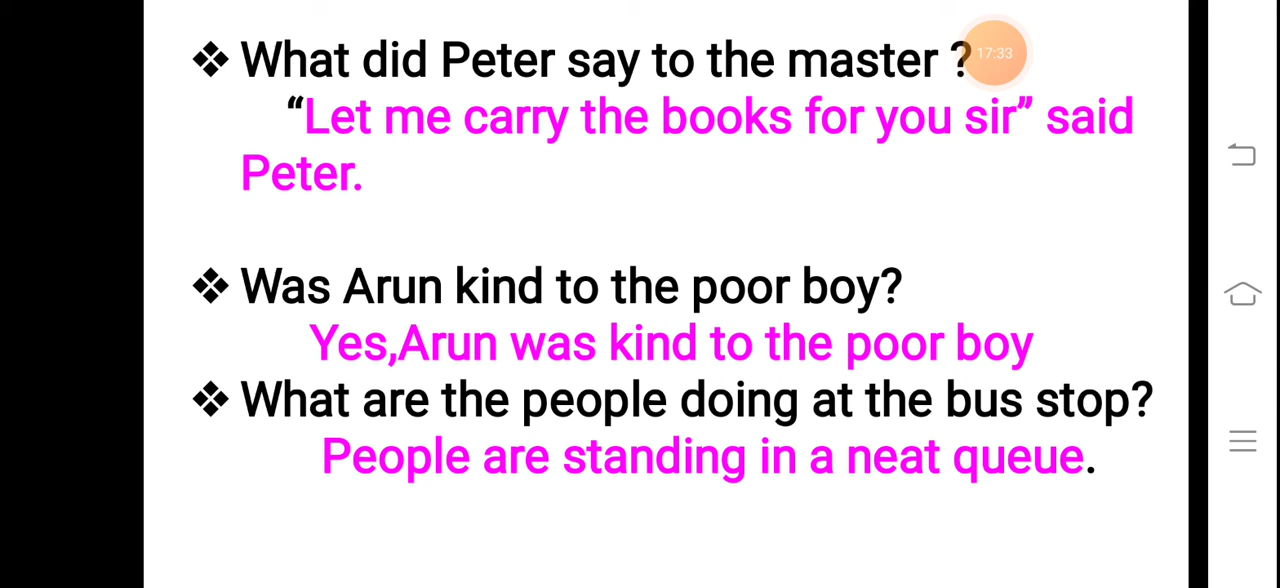 ❖ What did Peter say to the master ?
17:33
“Let me carry the books for you sir” said
Peter.
❖ Was Arun kind to the poor boy?
Yes,Arun was kind to the poor boy
❖ What are the people doing at the bus stop?
People are standing in a neat queue.